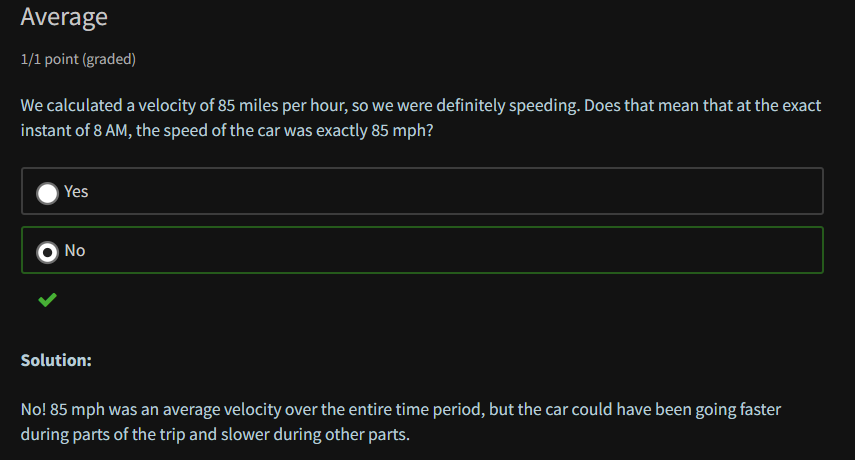 Average
1/1 point (graded)
We calculated a velocity of 85 miles per hour, so we were definitely speeding. Does that mean that at the exact
instant of 8 AM, the speed of the car was exactly 85 mph?
Yes
No
Solution:
No! 85 mph was an average velocity over the entire time period, but the car could have been going faster
during parts of the trip and slower during other parts.